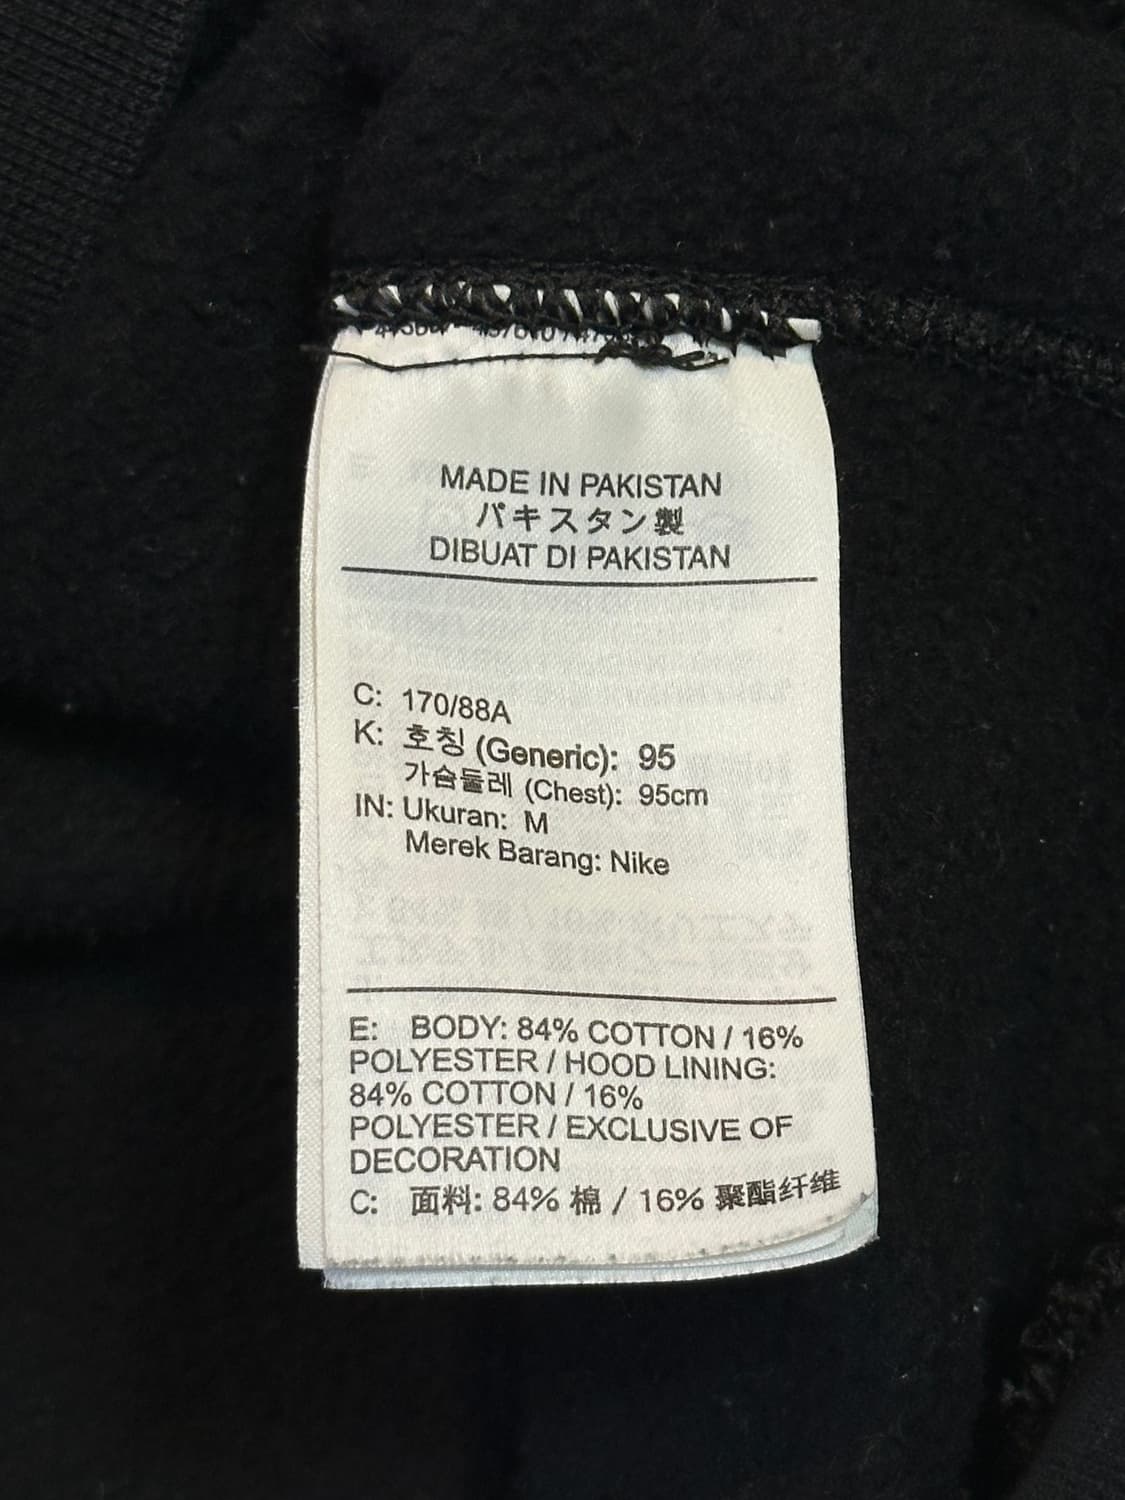 MADE IN PAKISTAN
パキスタン製
DIBUAT DI PAKISTAN
C: 170/88A
K: 호칭 (Generic): 95
가슴둘레 (Chest): 95cm
IN: Ukuran: M
Merek Barang: Nike
E: BODY: 84% COTTON / 16%
POLYESTER / HOOD LINING:
84% COTTON / 16%
POLYESTER / EXCLUSIVE OF
DECORATION
C: 面料: 84% 棉 / 16% 聚酯纤维